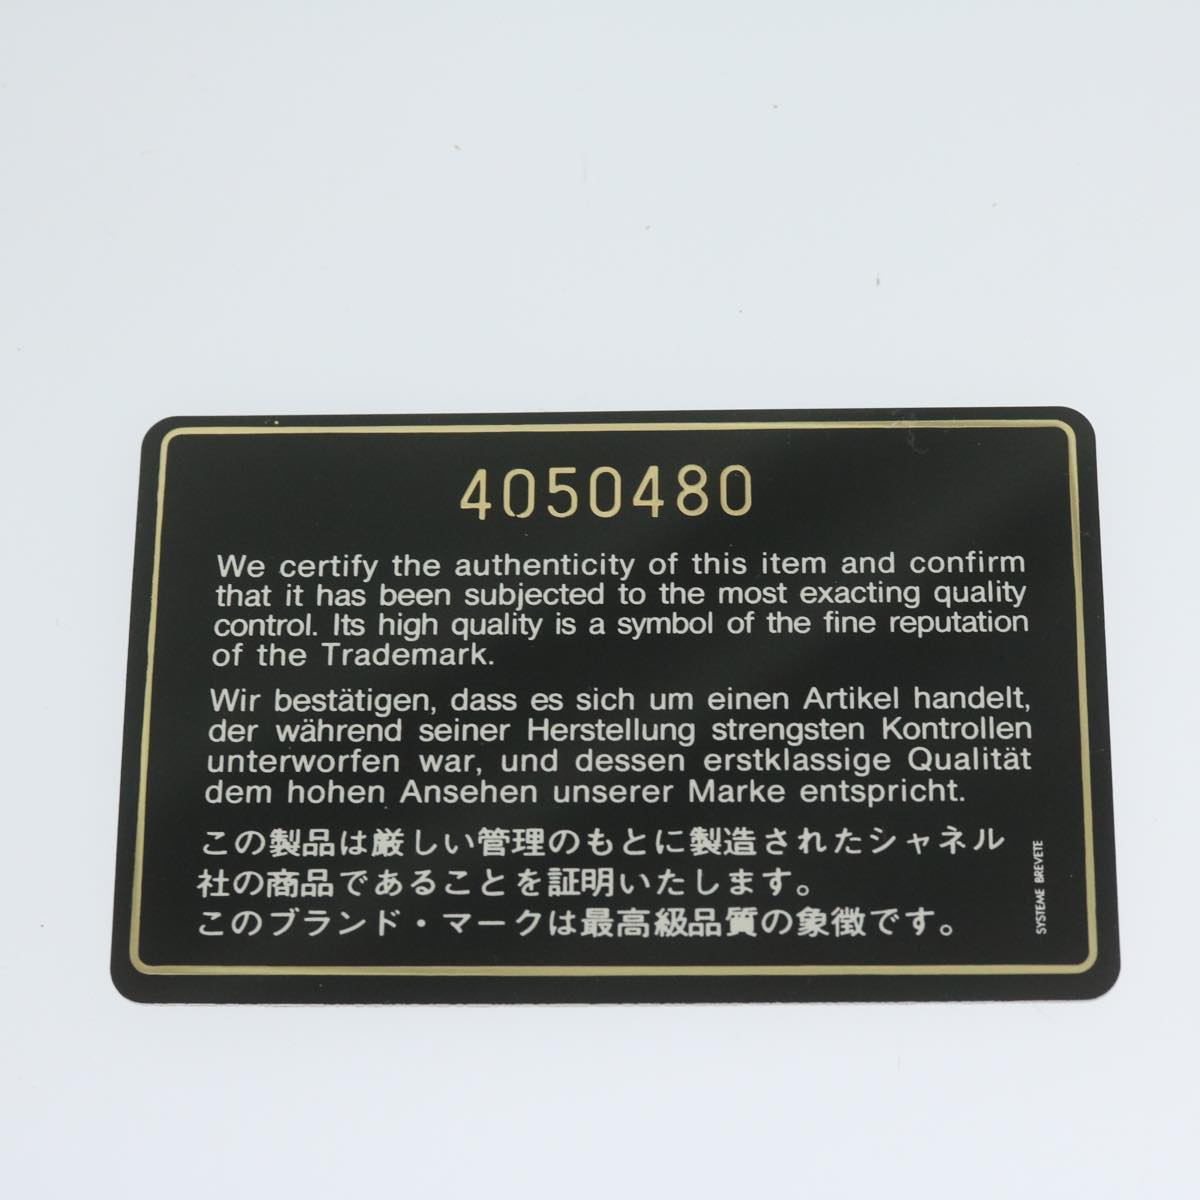 4050480
We certify the authenticity of this item and confirm
that it has been subjected to the most exacting quality
control. Its high quality is a symbol of the fine reputation
of the Trademark.
Wir bestätigen, dass es sich um einen Artikel handelt,
der während seiner Herstellung strengsten Kontrollen
unterworfen war, und dessen erstklassige Qualität
dem hohen Ansehen unserer Marke entspricht.
この製品は厳しい管理のもとに製造されたシャネル
社の商品であることを証明いたします。
このブランド・マークは最高級品質の象徴です。
SYSTEME BREVETE